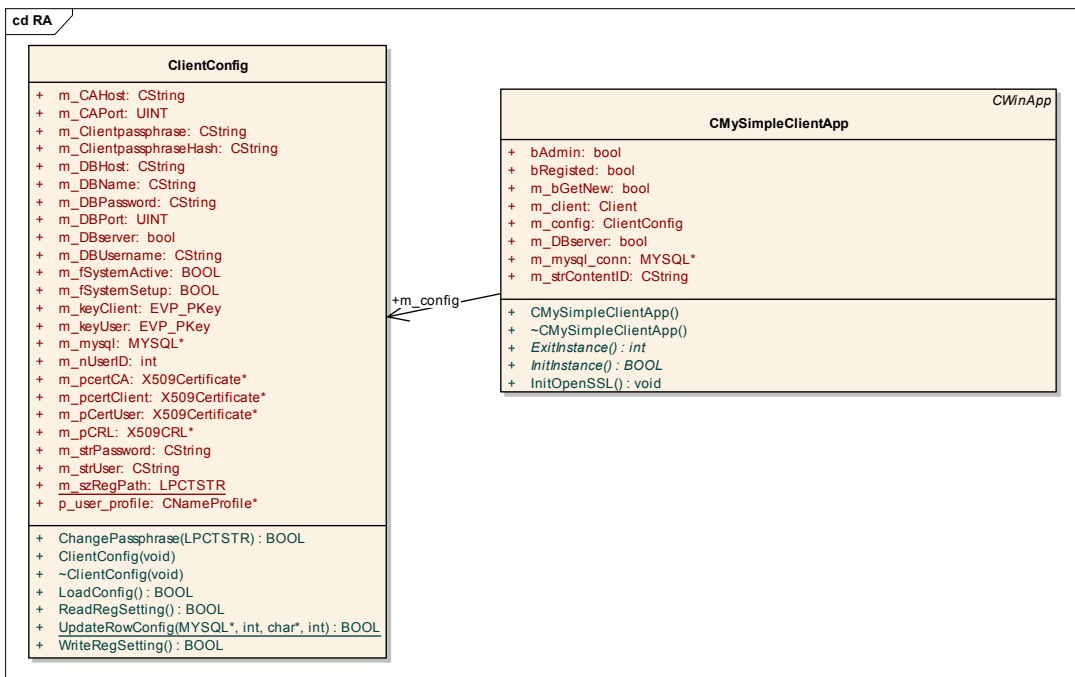 cd RA
ClientConfig
+ m_CAHost: CString
+ m_CAPort: UINT
+ m_Clientpassphrase: CString
+ m_ClientpassphraseHash: CString
+ m_DBHost: CString
+ m_DBName: CString
+ m_DBPassword: CString
+ m_DBPort: UINT
+ m_DBserver: bool
+ m_DBUsername: CString
+ m_fSystemActive: BOOL
+ m_fSystemSetup: BOOL
+ m_keyClient: EVP_PKey
+ m_keyUser: EVP_PKey
+ m_mysql: MYSQL*
+ m_nUserID: int
+ m_pcertCA: X509Certificate*
+ m_pcertClient: X509Certificate*
+ m_pCertUser: X509Certificate*
+ m_pCRL: X509CRL*
+ m_strPassword: CString
+ m_strUser: CString
+ m_szRegPath: LPCTSTR
+ p_user_profile: CNameProfile*
+ ChangePassphrase(LPCTSTR) : BOOL
+ ClientConfig(void)
+ ~ClientConfig(void)
+ LoadConfig() : BOOL
+ ReadRegSetting() : BOOL
+ UpdateRowConfig(MYSQL*, int, char*, int) : BOOL
+ WriteRegSetting() : BOOL
+m_config
CWinApp
CMySimpleClientApp
+ bAdmin: bool
+ bRegisted: bool
+ m_bGetNew: bool
+ m_client: Client
+ m_config: ClientConfig
+ m_DBserver: bool
+ m_mysql_conn: MYSQL*
+ m_strContentID: CString
+ CMySimpleClientApp()
+ ~CMySimpleClientApp()
+ ExitInstance() : int
+ InitInstance() : BOOL
+ InitOpenSSL() : void